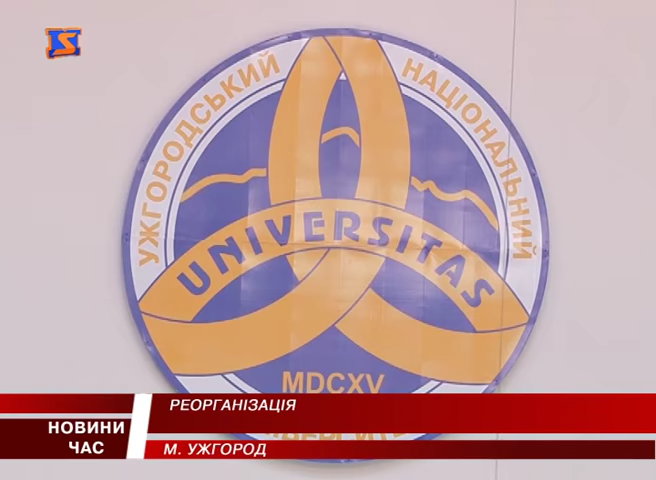 УЖГОРОДСЬКИЙ НАЦІОНАЛЬНИЙ
UNIVERSITAS
MDCXV
РЕОРГАНІЗАЦІЯ
НОВИНИ
ЧАС
М. УЖГОРОД